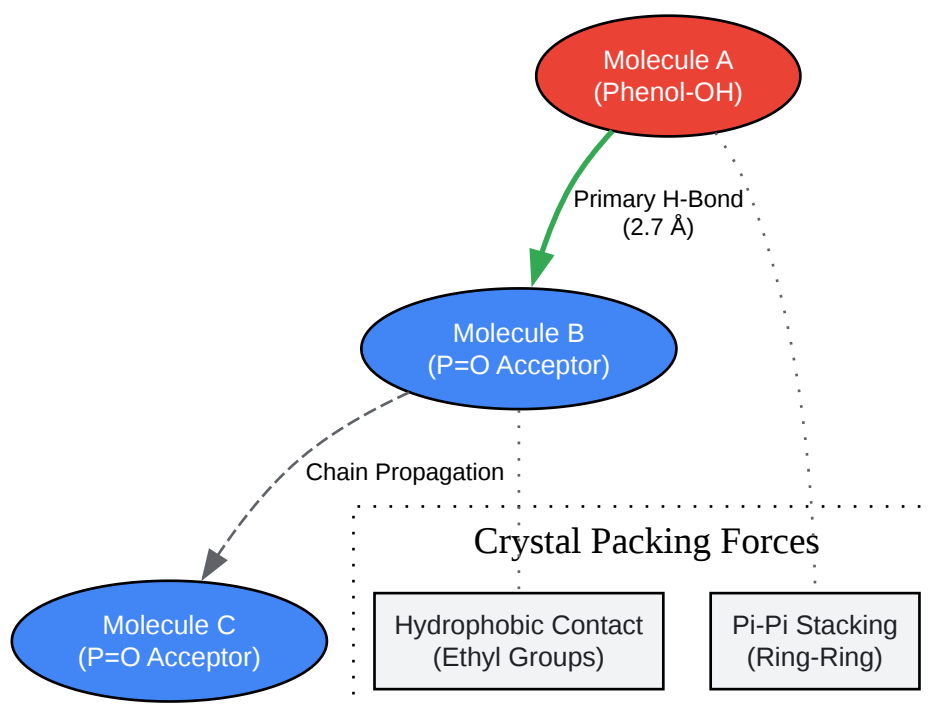 Molecule A
(Phenol-OH)
Primary H-Bond
(2.7 Å)
Molecule B
(P=O Acceptor)
Chain Propagation
Crystal Packing Forces
Molecule C
(P=O Acceptor)
Hydrophobic Contact
(Ethyl Groups)
Pi-Pi Stacking
(Ring-Ring)